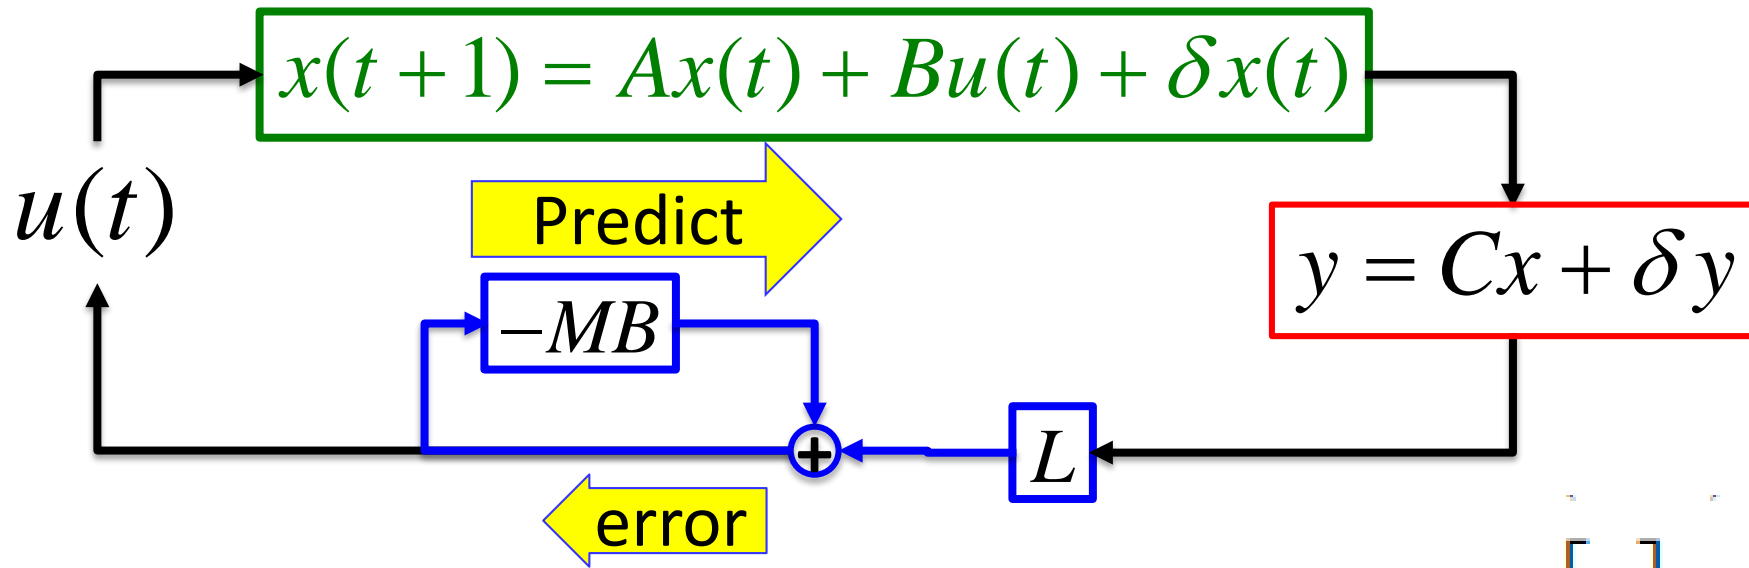 x(t + 1) = Ax(t) + Bu(t) + δx(t)
u(t)
Predict
y = Cx + δy
−MB
+
L
error